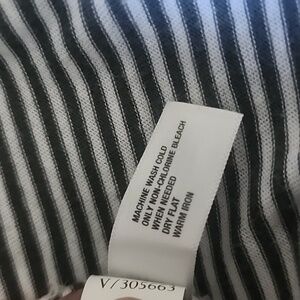 MACHINE WASH COLD
ONLY NON-CHLORINE BLEACH
WHEN NEEDED
DRY FLAT
WARM IRON
V/305663